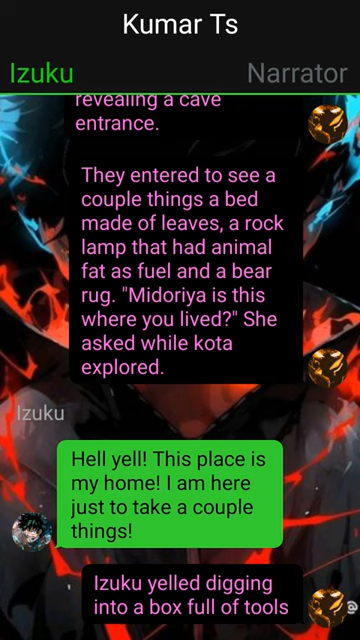 Kumar Ts
Izuku
Narrator
revealing a cave
entrance.
They entered to see a
couple things a bed
made of leaves, a rock
lamp that had animal
fat as fuel and a bear
rug. "Midoriya is this
where you lived?" She
asked while kota
explored.
Izuku
Hell yell! This place is
my home! I am here
just to take a couple
things!
Izuku yelled digging
into a box full of tools
@